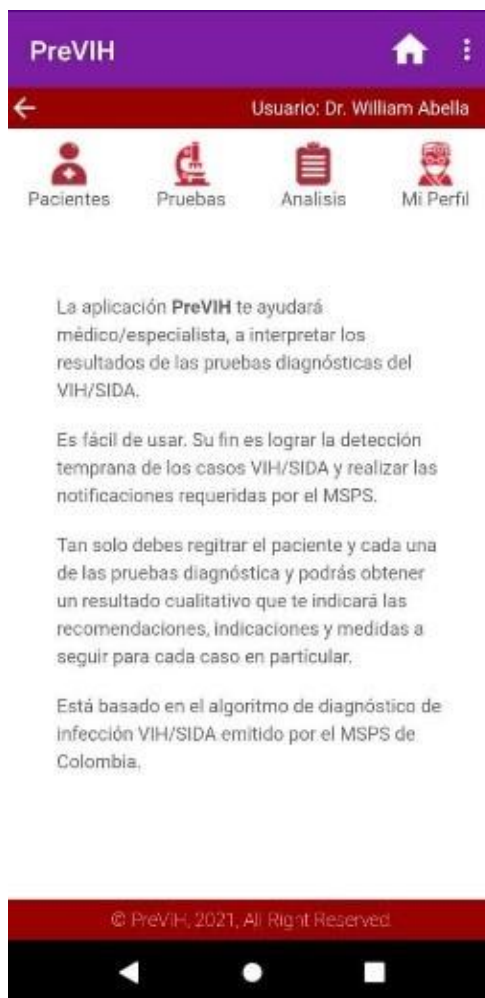 PreVIH
Usuario: Dr. William Abella
Pacientes Pruebas Analisis Mi Perfil
La aplicación PreVIH te ayudará
médico/especialista, a interpretar los
resultados de las pruebas diagnósticas del
VIH/SIDA.
Es fácil de usar. Su fin es lograr la detección
temprana de los casos VIH/SIDA y realizar las
notificaciones requeridas por el MSPS.
Tan solo debes regitrar el paciente y cada una
de las pruebas diagnóstica y podrás obtener
un resultado cualitativo que te indicará las
recomendaciones, indicaciones y medidas a
seguir para cada caso en particular.
Está basado en el algoritmo de diagnóstico de
infección VIH/SIDA emitido por el MSPS de
Colombia.
© PreVIH, 2021, All Right Reserved.